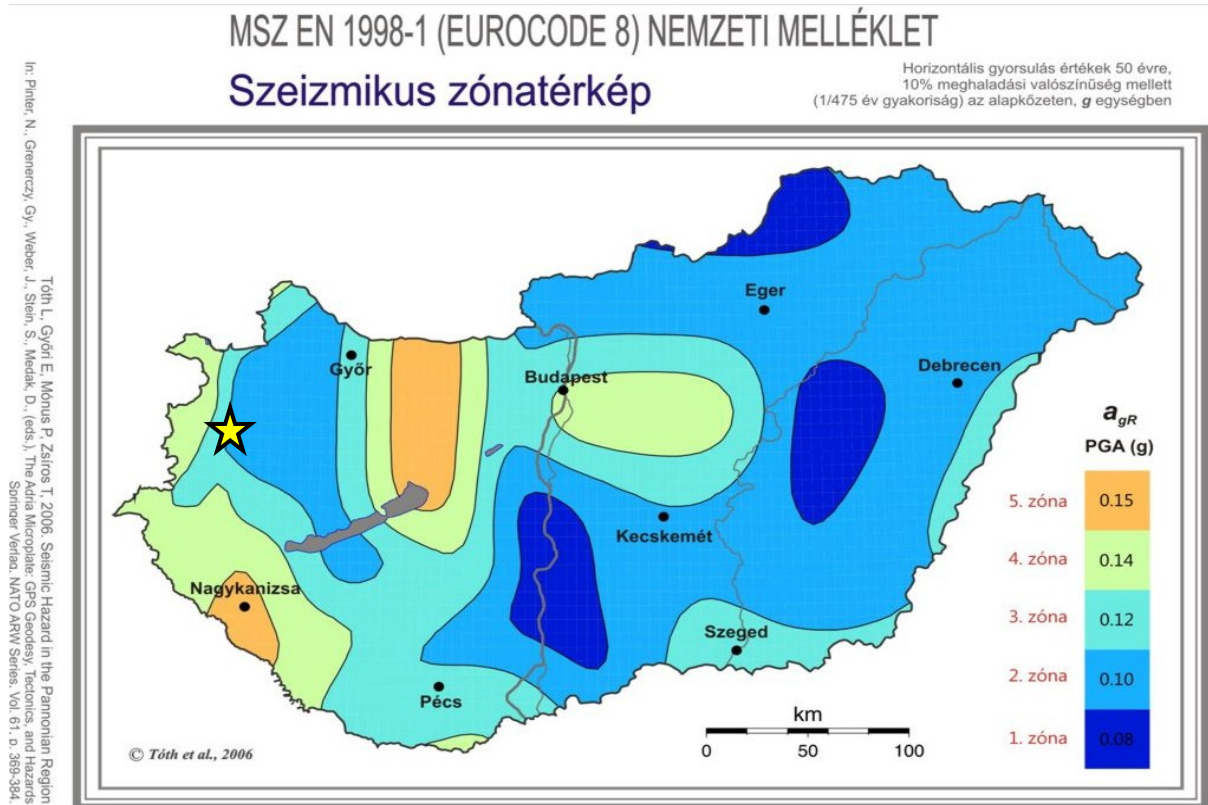 MSZ EN 1998-1 (EUROCODE 8) NEMZETI MELLÉKLET
Szeizmikus zónatérkép
Horizontális gyorsulás értékek 50 évre,
10% meghaladási valószínűség mellett
(1/475 év gyakoriság) az alapkőzeten, g egységben
Tóth L, Győri E, Mónus P, Zsiros T, 2006. Seismic Hazard in the Pannonian Region
In: Pinter, N., Grenerczy, Gy., Weber, J., Stein, S., Medak, D., (eds.), The Adria Microplate: GPS Geodesy, Tectonics, and Hazards
Springer Verlag, NATO ARW Series, Vol. 61, p. 369-384.
Eger
Győr
Budapest
Debrecen
Kecskemét
Nagykanizsa
Szeged
Pécs
agR
PGA (g)
5. zóna 0.15
4. zóna 0.14
3. zóna 0.12
2. zóna 0.10
1. zóna 0.08
km
0 50 100
© Tóth et al., 2006